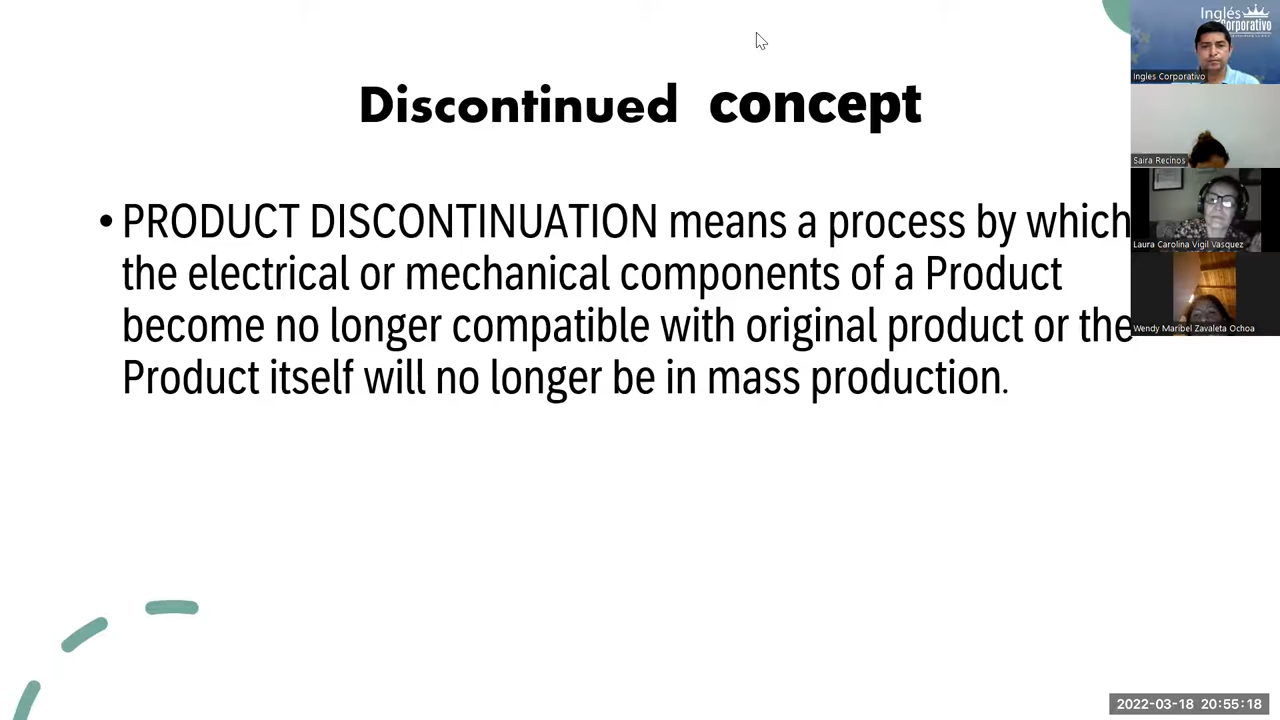 Discontinued concept
• PRODUCT DISCONTINUATION means a process by which
the electrical or mechanical components of a Product
become no longer compatible with original product or the
Product itself will no longer be in mass production.
Inglés
Corporativo
Ingles Corporativo
Saira Recinos
Laura Carolina Vigil Vasquez
Wendy Maribel Zavaleta Ochoa
2022-03-18 20:55:18